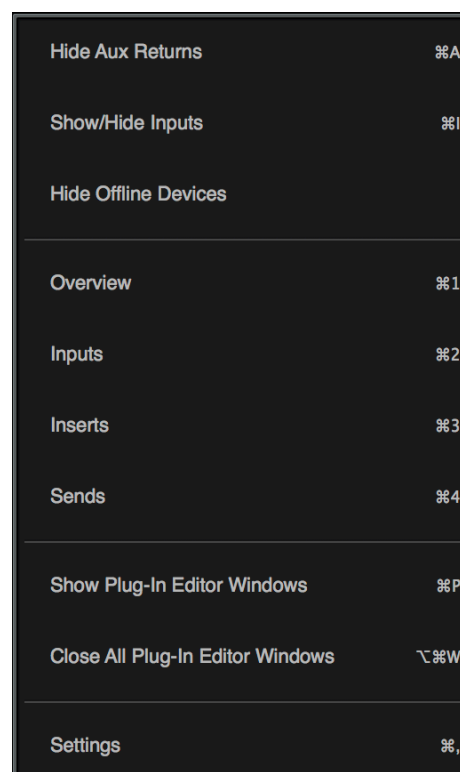 Hide Aux Returns ⌘A
Show/Hide Inputs ⌘I
Hide Offline Devices
Overview ⌘1
Inputs ⌘2
Inserts ⌘3
Sends ⌘4
Show Plug-In Editor Windows ⌘P
Close All Plug-In Editor Windows ⌥⌘W
Settings ⌘,